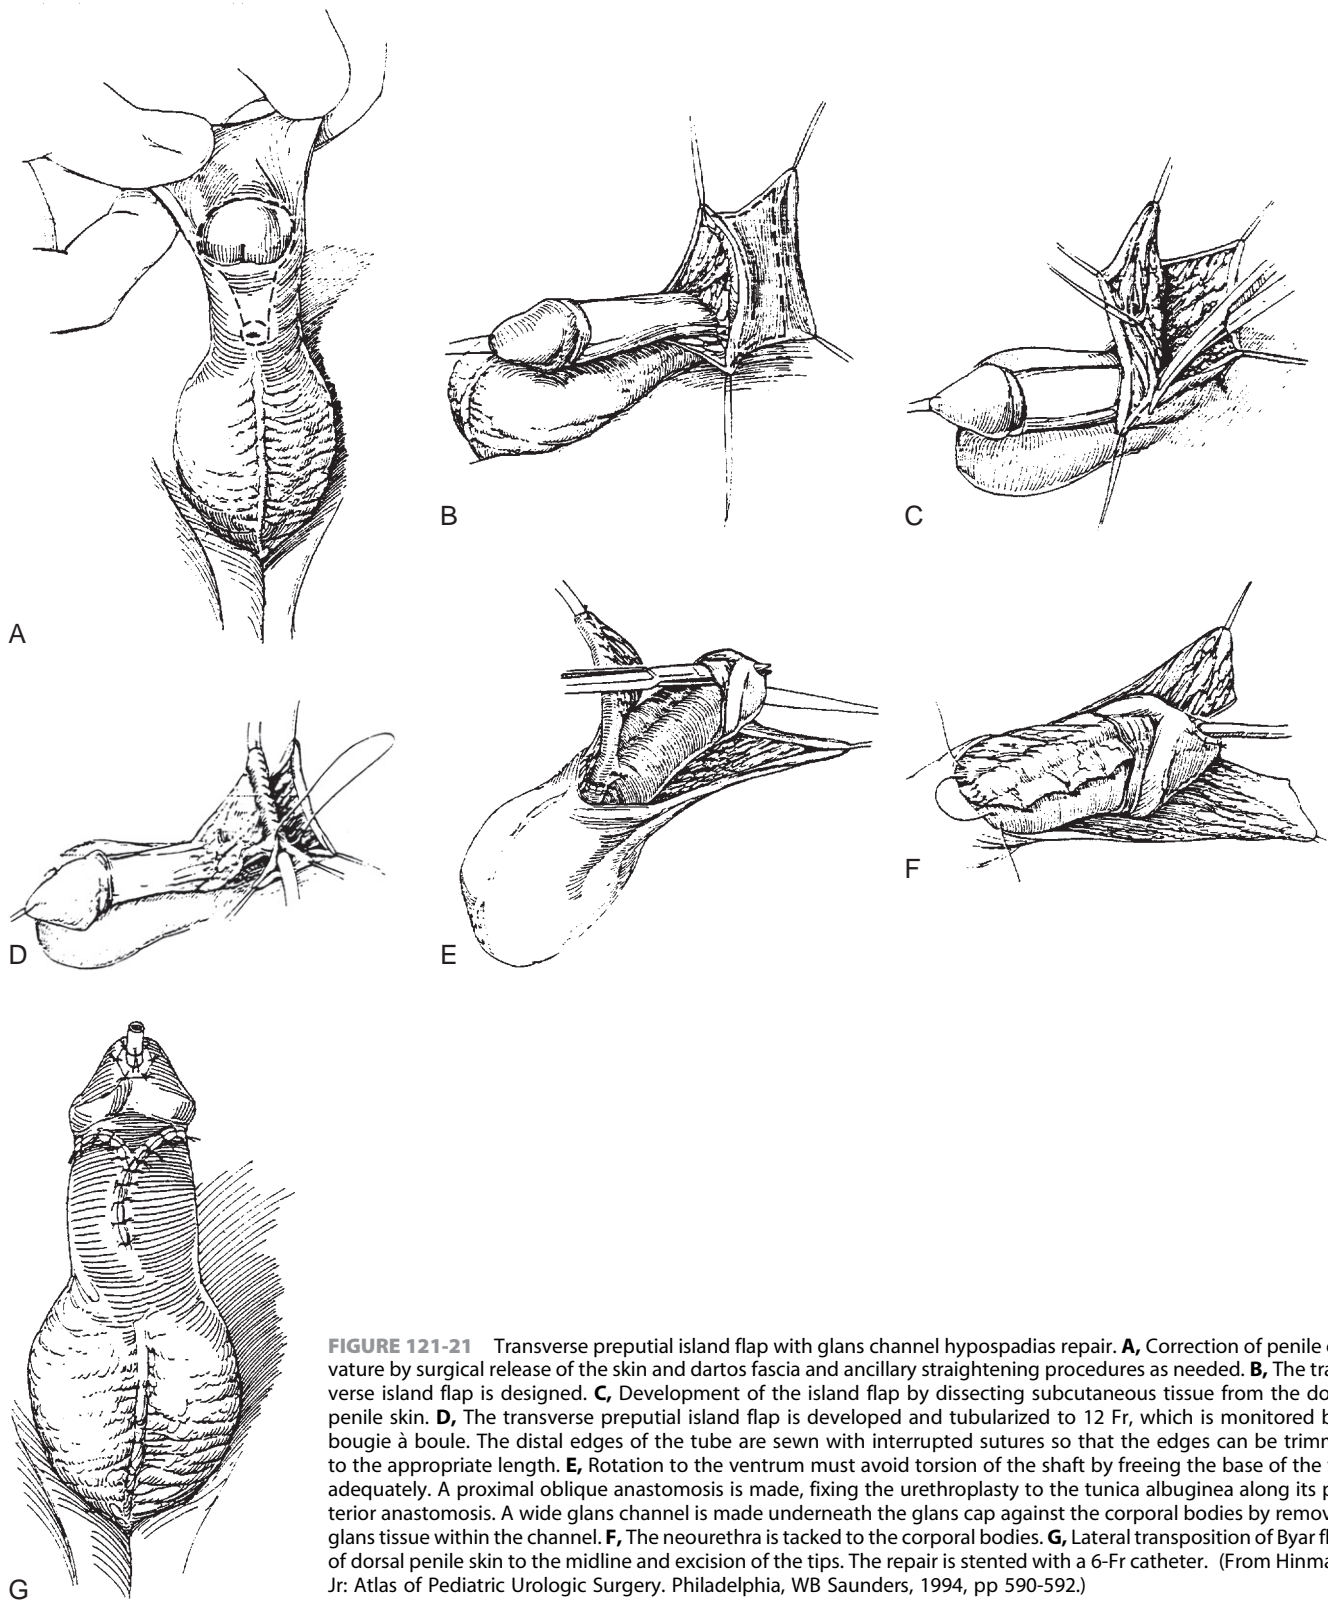 A
B
C
D
E
F
G
FIGURE 121-21 Transverse preputial island flap with glans channel hypospadias repair. A, Correction of penile
vature by surgical release of the skin and dartos fascia and ancillary straightening procedures as needed. B, The tra
verse island flap is designed. C, Development of the island flap by dissecting subcutaneous tissue from the do
penile skin. D, The transverse preputial island flap is developed and tubularized to 12 Fr, which is monitored b
bougie à boule. The distal edges of the tube are sewn with interrupted sutures so that the edges can be trimm
to the appropriate length. E, Rotation to the ventrum nust avoid torsion of the shaft by freeing the base of the
adequately. A proximal oblique anastomosis is made, fixing the urethroplasty to the tunica albuginea along its p
terior anastomosis. A wide glans channel is made underneath the glans cap against the corporal bodies by remov
glans tissue within the channel. F, The neourethra is tacked to the corporal bodies. G, Lateral transposition of Byar fl
of dorsal penile skin to the midline and excision of the tips. The repair is stented with a 6-Fr catheter. (From Hinma
Jr: Atlas of Pediatric Urologic Surgery. Philadelphia, WB Saunders, 1994, pp 590-592.)